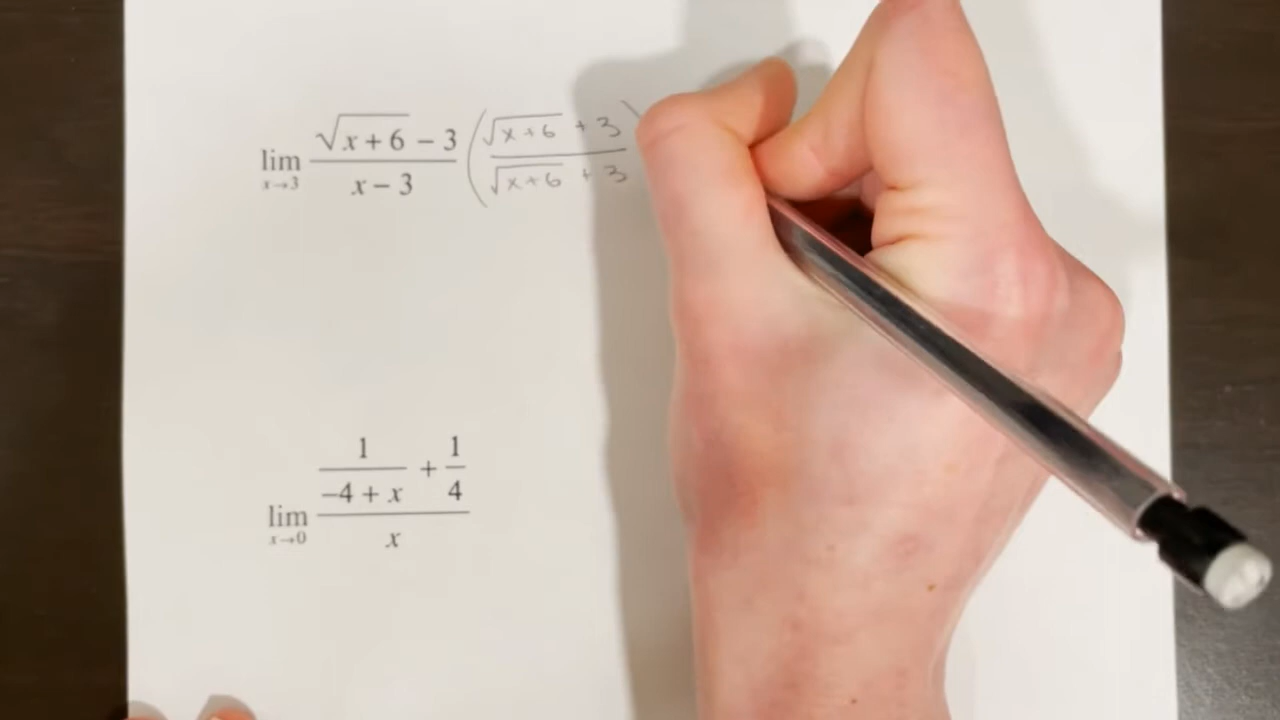 lim x→3 (√(x+6) − 3)/(x − 3) ((√(x+6) + 3)/(√(x+6) + 3))
lim x→0 (1/(−4 + x) + 1/4)/x